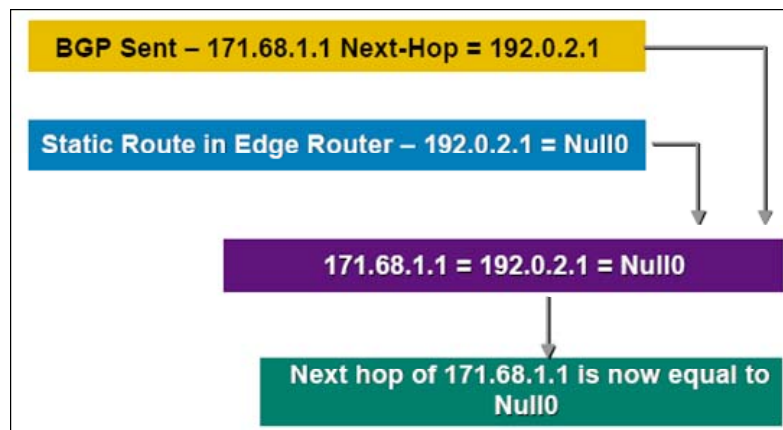 BGP Sent – 171.68.1.1 Next-Hop = 192.0.2.1
Static Route in Edge Router – 192.0.2.1 = Null0
171.68.1.1 = 192.0.2.1 = Null0
Next hop of 171.68.1.1 is now equal to
Null0